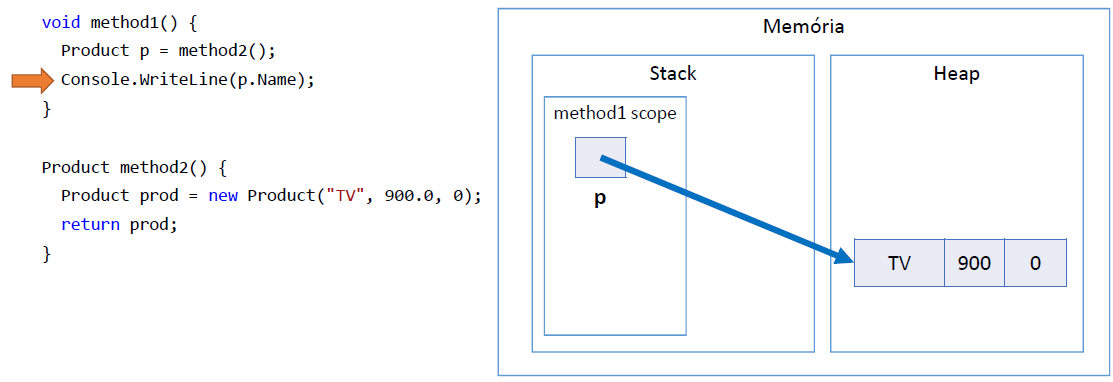 void method1() {
Product p = method2();
Console.WriteLine(p.Name);
}
Product method2() {
Product prod = new Product("TV", 900.0, 0);
return prod;
}
Memória
Stack
method1 scope
p
Heap
TV 900 0